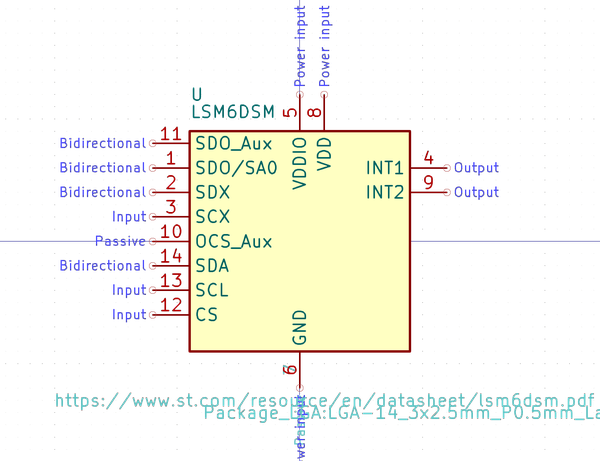 Power input
Power input
U
LSM6DSM
5
8
Bidirectional 11 SDO_Aux
VDDIO
VDD
Bidirectional 1 SDO/SA0
INT1 4 Output
Bidirectional 2 SDX
INT2 9 Output
Input 3 SCX
Passive 10 OCS_Aux
Bidirectional 14 SDA
Input 13 SCL
Input 12 CS
GND
6
https://www.st.com/resource/en/datasheet/lsm6dsm.pdf
Package_LGA:LGA-14_3x2.5mm_P0.5mm_La
wer input